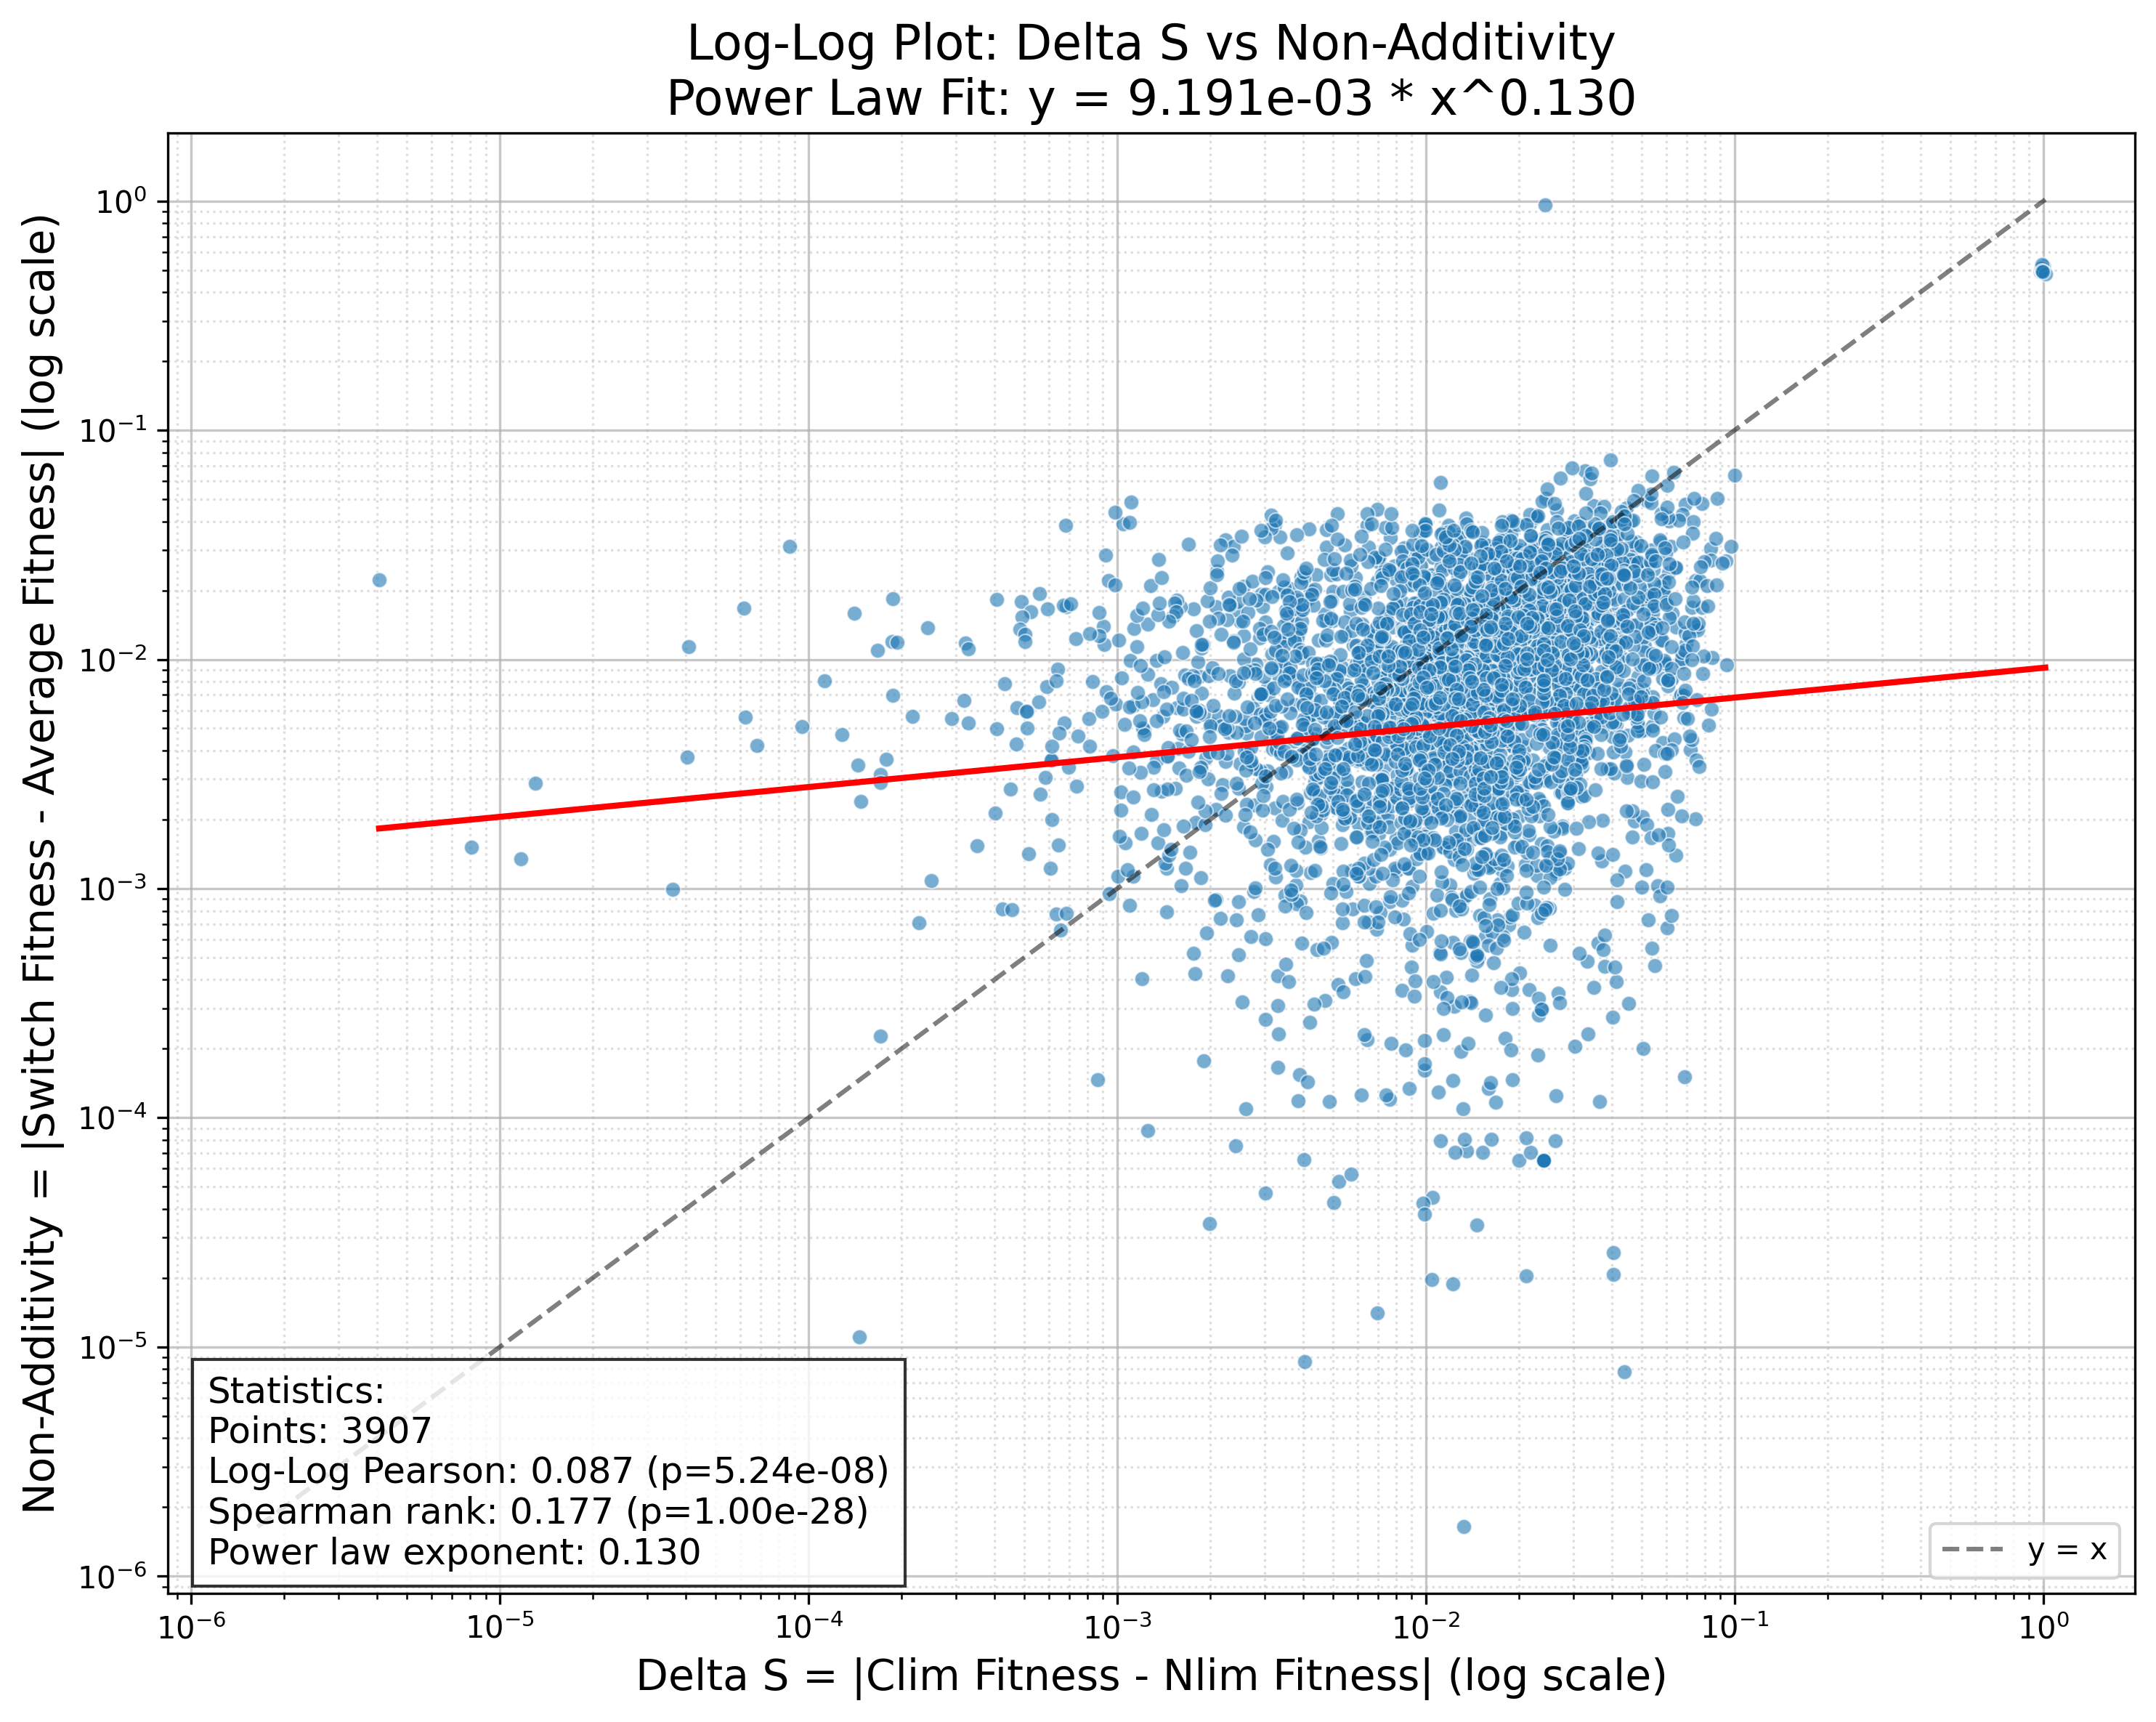 Log-Log Plot: Delta S vs Non-Additivity
Power Law Fit: y = 9.191e-03 * x^0.130
Non-Additivity = |Switch Fitness - Average Fitness| (log scale)
10⁰
10⁻¹
10⁻²
10⁻³
10⁻⁴
10⁻⁵
10⁻⁶
Statistics:
Points: 3907
Log-Log Pearson: 0.087 (p=5.24e-08)
Spearman rank: 0.177 (p=1.00e-28)
Power law exponent: 0.130
y = x
10⁻⁶ 10⁻⁵ 10⁻⁴ 10⁻³ 10⁻² 10⁻¹ 10⁰
Delta S = |Clim Fitness - Nlim Fitness| (log scale)